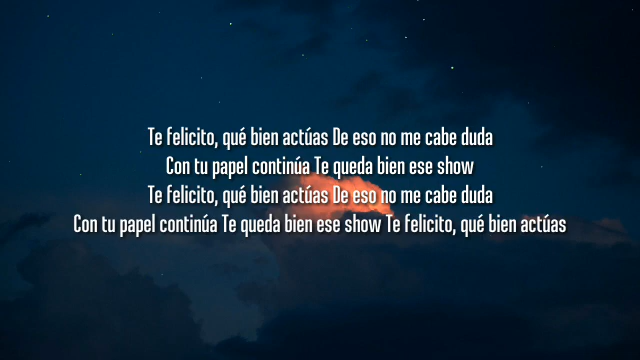 Te felicito, qué bien actúas De eso no me cabe duda
Con tu papel continúa Te queda bien ese show
Te felicito, qué bien actúas De eso no me cabe duda
Con tu papel continúa Te queda bien ese show Te felicito, qué bien actúas